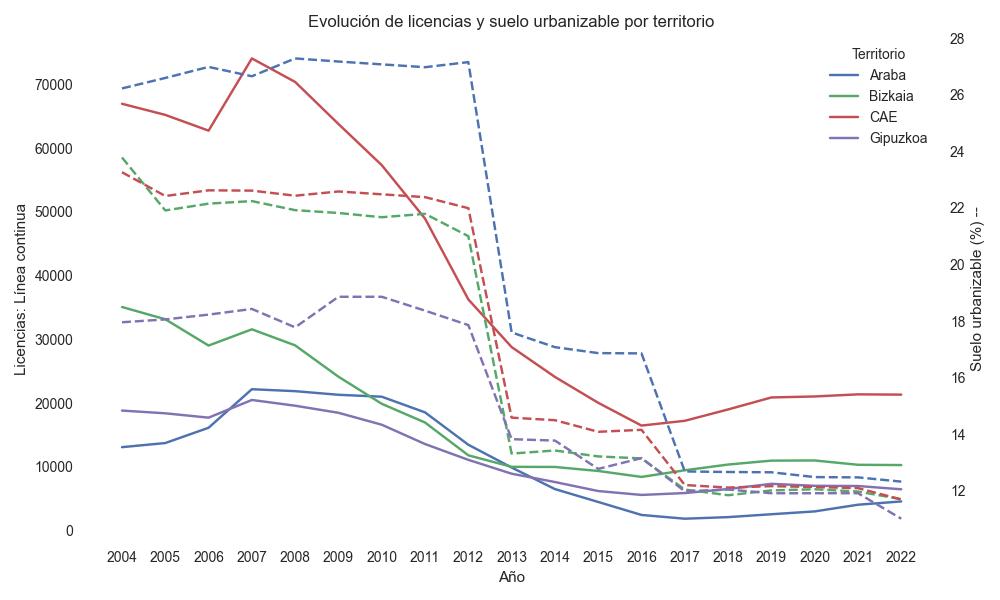 Evolución de licencias y suelo urbanizable por territorio
Licencias: Línea continua
70000
60000
50000
40000
30000
20000
10000
0
Territorio
Araba
Bizkaia
CAE
Gipuzkoa
28
26
24
22
20
18
16
14
12
Suelo urbanizable (%) --
2004 2005 2006 2007 2008 2009 2010 2011 2012 2013 2014 2015 2016 2017 2018 2019 2020 2021 2022
Año